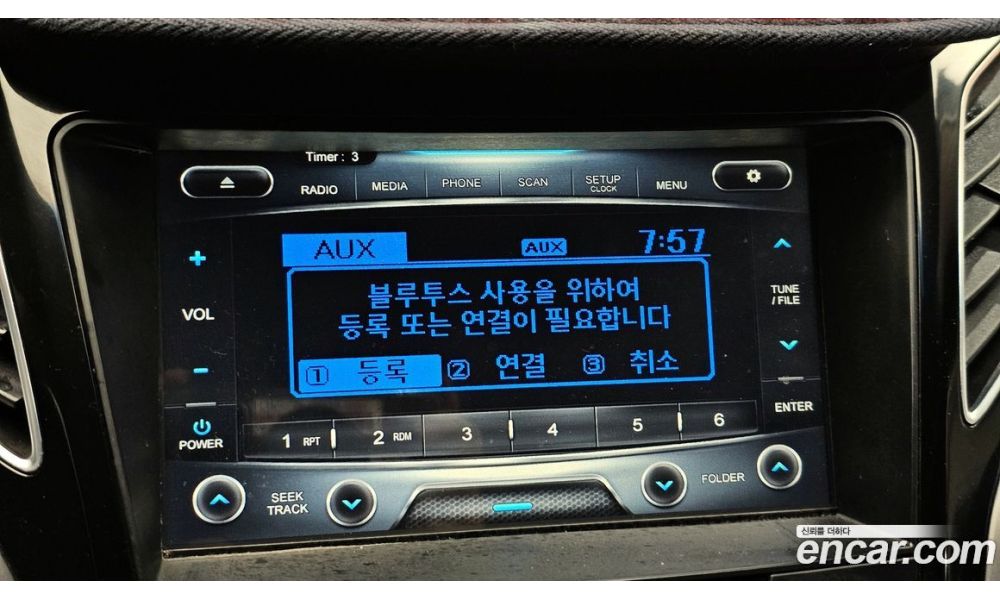 Timer: 3
RADIO MEDIA PHONE SCAN SETUP CLOCK MENU
AUX AUX 7:57
블루투스 사용을 위하여
등록 또는 연결이 필요합니다
1 등록 2 연결 3 취소
+
VOL
-
POWER
TUNE
/ FILE
ENTER
1 RPT 2 RDM 3 4 5 6
SEEK
TRACK
FOLDER
신뢰를 더하다
encar.com